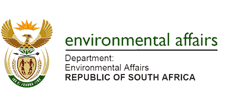 environmental affairs
Department:
Environmental Affairs
REPUBLIC OF SOUTH AFRICA